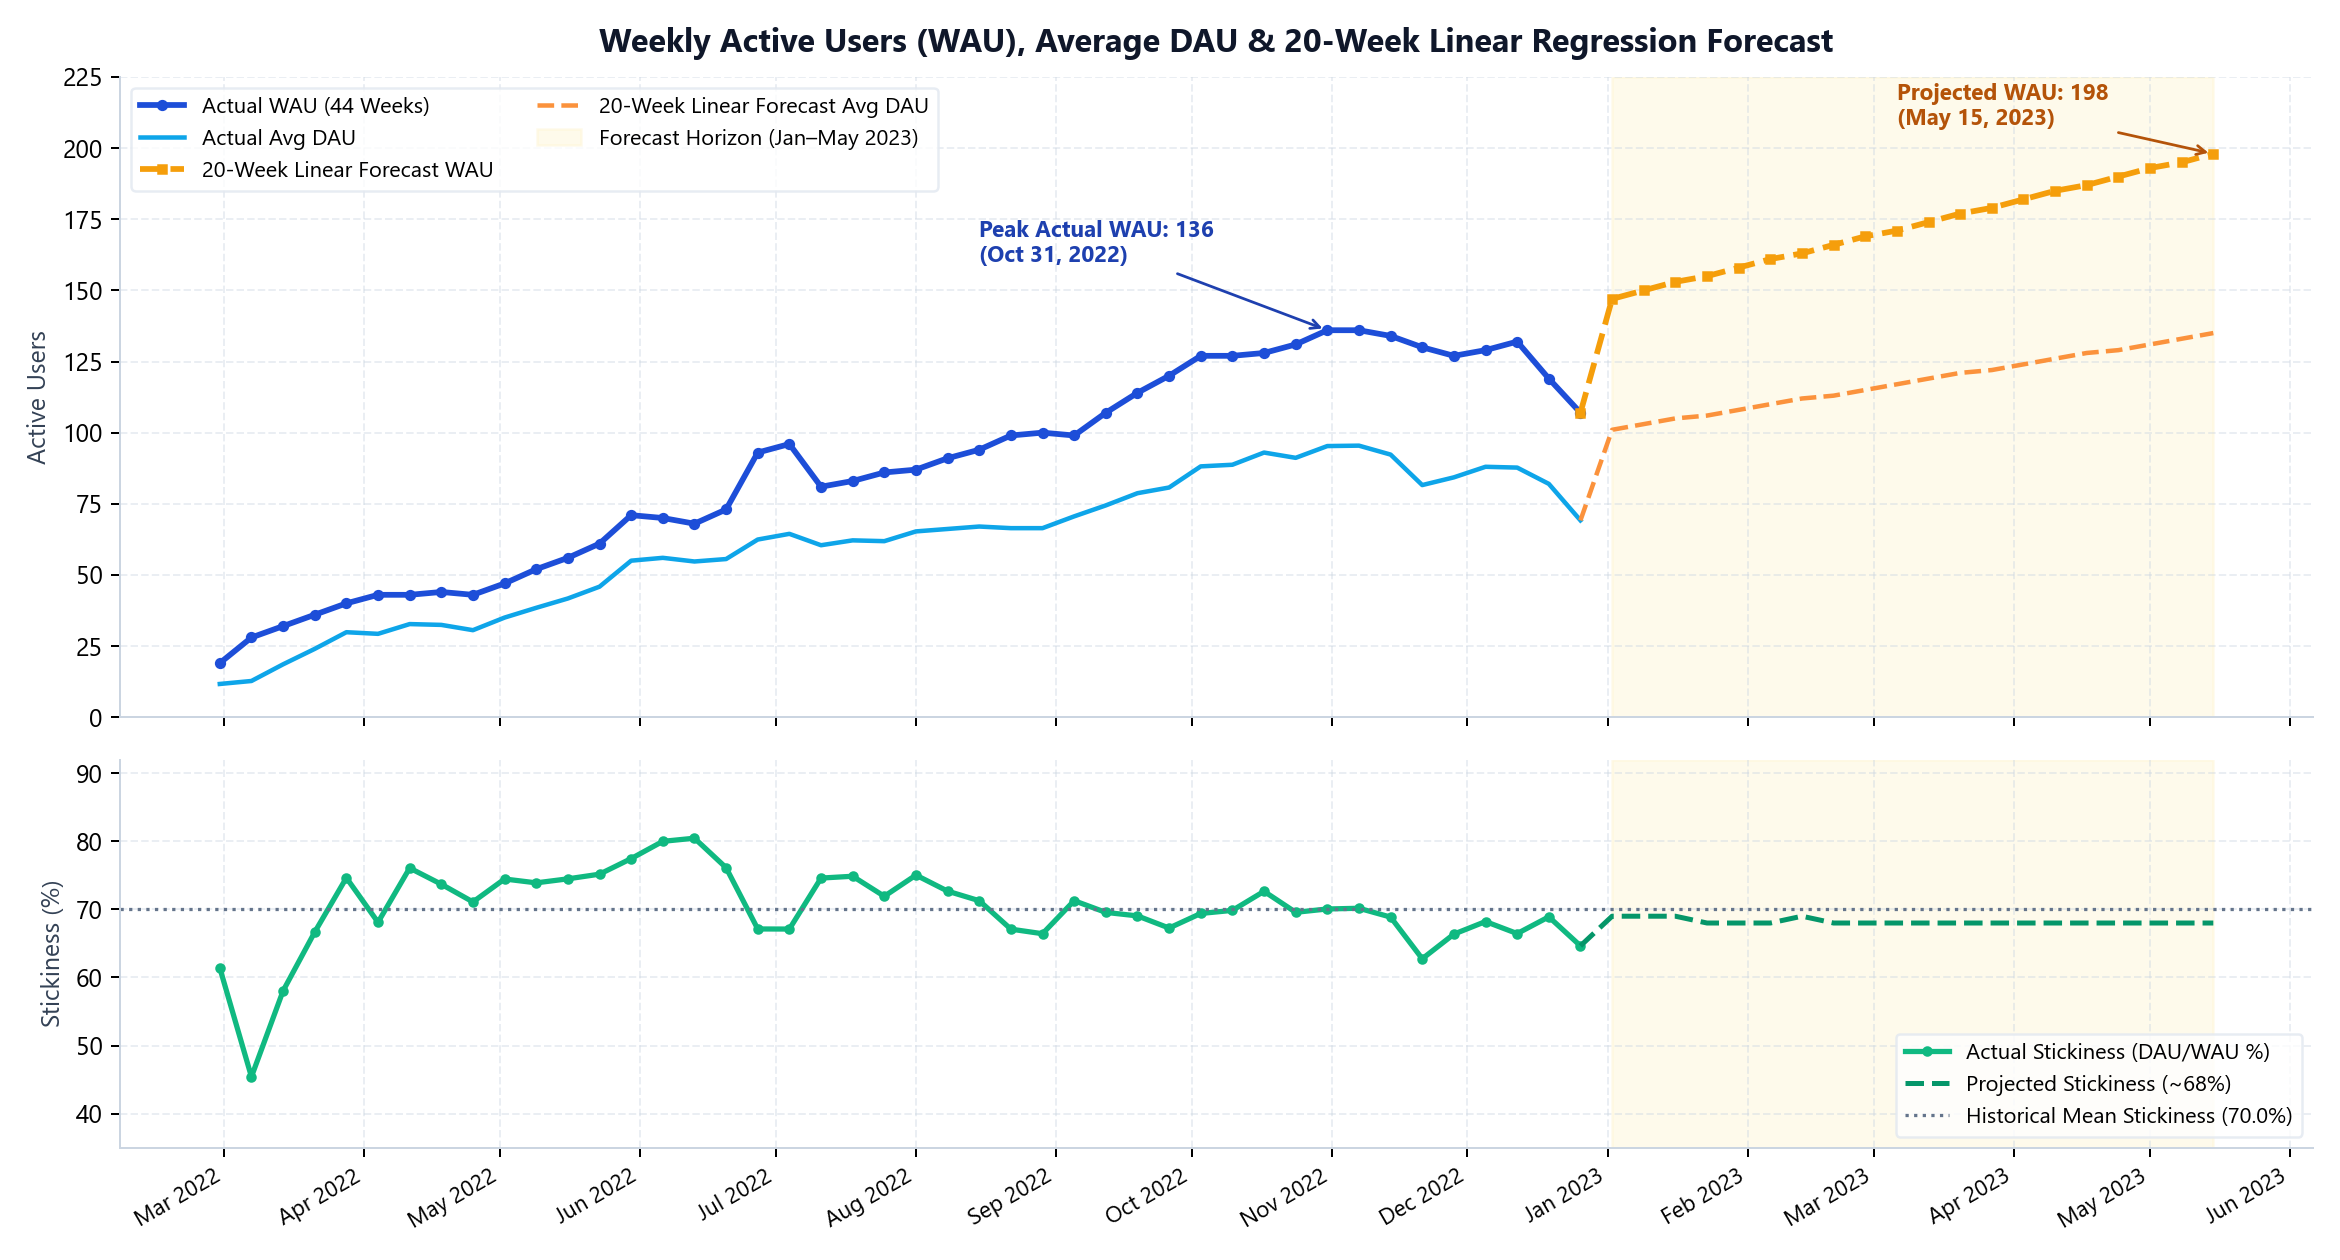 Weekly Active Users (WAU), Average DAU & 20-Week Linear Regression Forecast
Active Users
225
200
175
150
125
100
75
50
25
0
Actual WAU (44 Weeks)
Actual Avg DAU
20-Week Linear Forecast WAU
20-Week Linear Forecast Avg DAU
Forecast Horizon (Jan–May 2023)
Peak Actual WAU: 136
(Oct 31, 2022)
Projected WAU: 198
(May 15, 2023)
Stickiness (%)
90
80
70
60
50
40
Actual Stickiness (DAU/WAU %)
Projected Stickiness (~68%)
Historical Mean Stickiness (70.0%)
Mar 2022
Apr 2022
May 2022
Jun 2022
Jul 2022
Aug 2022
Sep 2022
Oct 2022
Nov 2022
Dec 2022
Jan 2023
Feb 2023
Mar 2023
Apr 2023
May 2023
Jun 2023